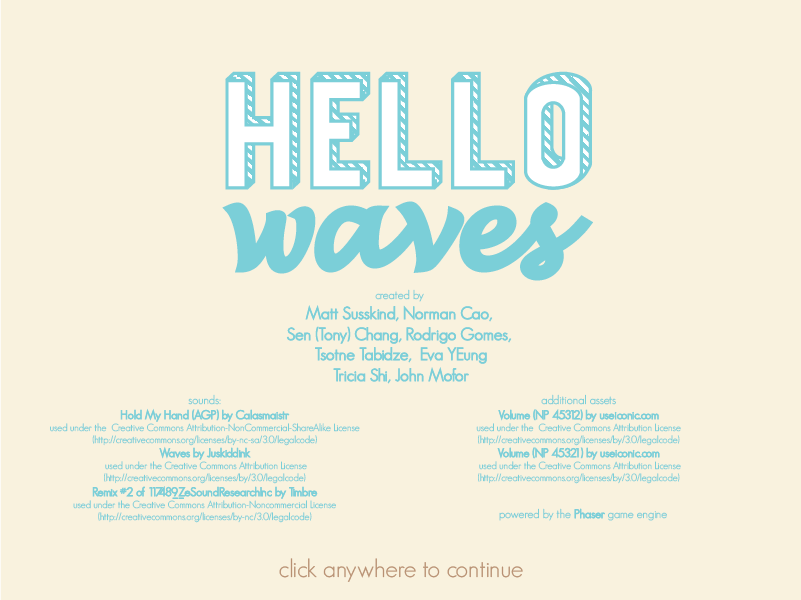 HELLO
waves
created by
Matt Susskind, Norman Cao,
Sen (Tony) Chang, Rodrigo Gomes,
Tsotne Tabidze, Eva YEung
Tricia Shi, John Mofor
sounds:
Hold My Hand (AGP) by Calasmaistr
used under the Creative Commons Attribution-NonCommercial-ShareAlike License
(http://creativecommons.org/licenses/by-nc-sa/3.0/legalcode)
Waves by Juskiddink
used under the Creative Commons Attribution License
(http://creativecommons.org/licenses/by/3.0/legalcode)
Remix #2 of 117489__ZeSoundResearchInc by Timbre
used under the Creative Commons Attribution-Noncommercial License
(http://creativecommons.org/licenses/by-nc/3.0/legalcode)
additional assets
Volume (NP 45312) by useiconic.com
used under the Creative Commons Attribution License
(http://creativecommons.org/licenses/by/3.0/legalcode)
Volume (NP 45321) by useiconic.com
used under the Creative Commons Attribution License
(http://creativecommons.org/licenses/by/3.0/legalcode)
powered by the Phaser game engine
click anywhere to continue